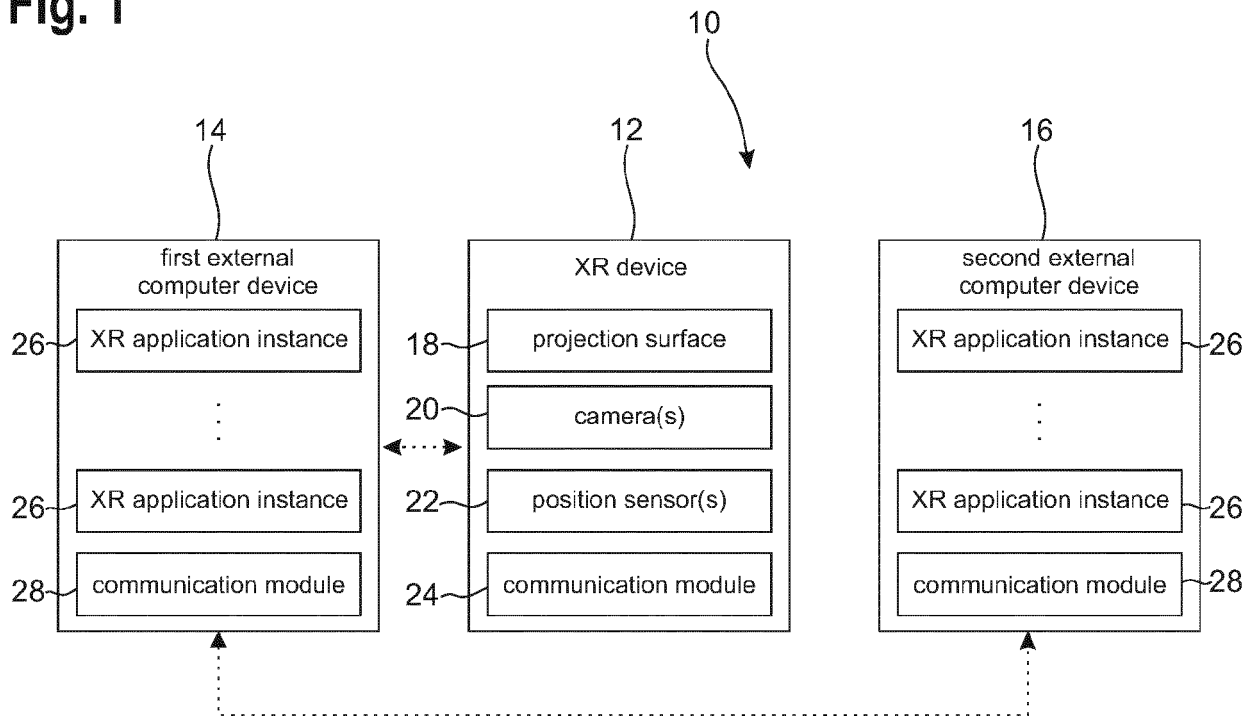 Fig. 1
10
14
12
16
first external
computer device
26
XR application instance
26
XR application instance
28
communication module
XR device
18
projection surface
20
camera(s)
22
position sensor(s)
24
communication module
second external
computer device
XR application instance
26
XR application instance
26
communication module
28